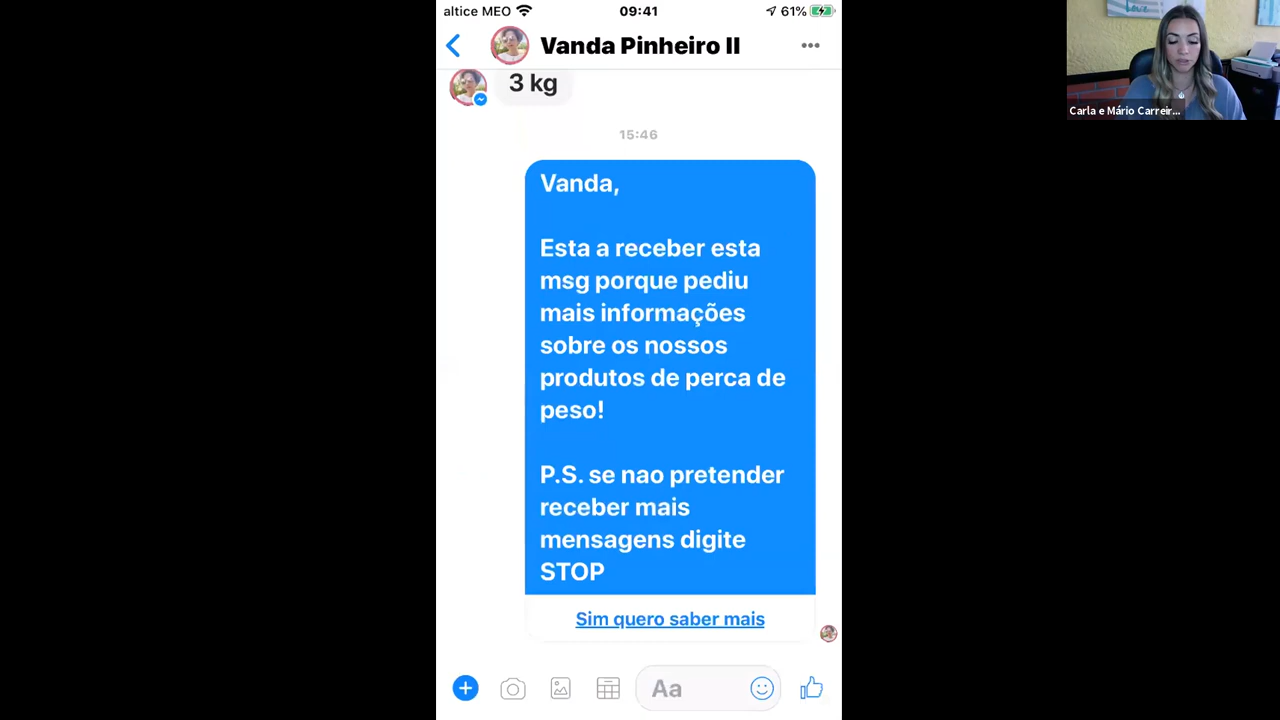 altice MEO 09:41 61%
Vanda Pinheiro II
3 kg
15:46
Vanda,
Esta a receber esta
msg porque pediu
mais informações
sobre os nossos
produtos de perca de
peso!
P.S. se nao pretender
receber mais
mensagens digite
STOP
Sim quero saber mais
Aa
Carla e Mário Carreir...